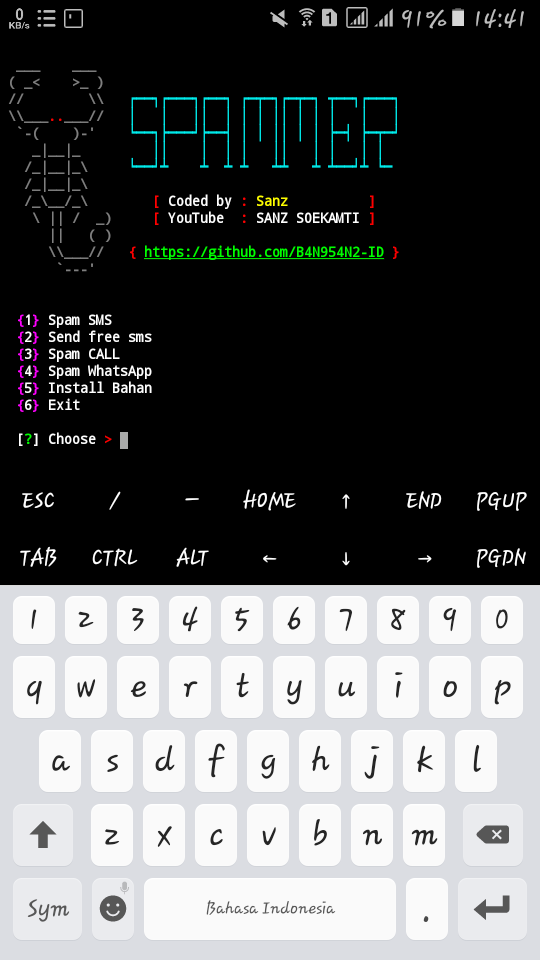 0 KB/s 1 91% 14:41
SPAMMER
[ Coded by : Sanz ]
[ YouTube : SANZ SOEKAMTI ]
{ https://github.com/B4N954N2-ID }
{1} Spam SMS
{2} Send free sms
{3} Spam CALL
{4} Spam WhatsApp
{5} Install Bahan
{6} Exit
[?] Choose >
ESC / – HOME ↑ END PGUP
TAB CTRL ALT ← ↓ → PGDN
1 2 3 4 5 6 7 8 9 0
q w e r t y u i o p
a s d f g h j k l
z x c v b n m
Sym Bahasa Indonesia .